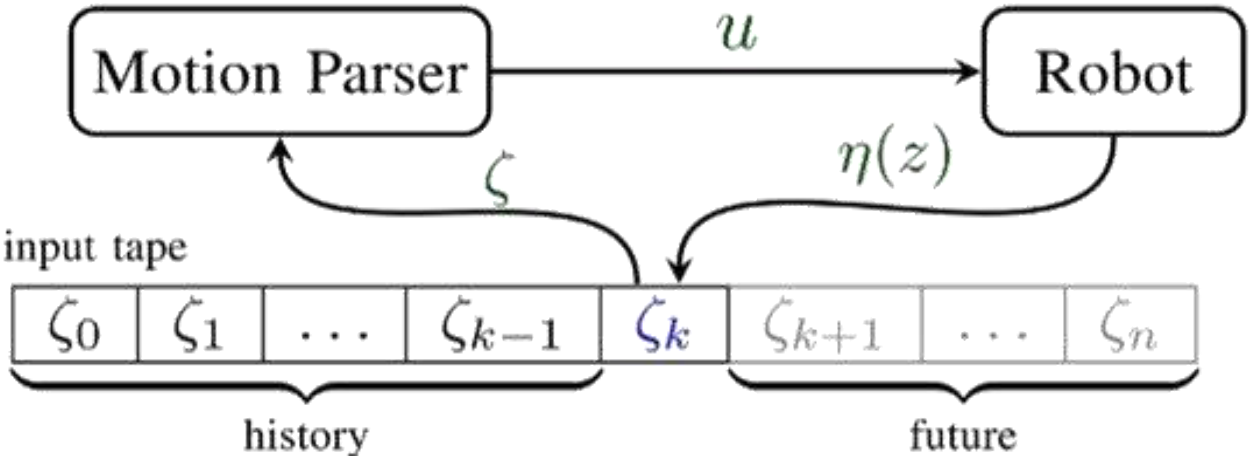 u
Motion Parser Robot
ζ η(z)
input tape
ζ₀ ζ₁ ... ζₖ₋₁ ζₖ ζₖ₊₁ ... ζₙ
history future